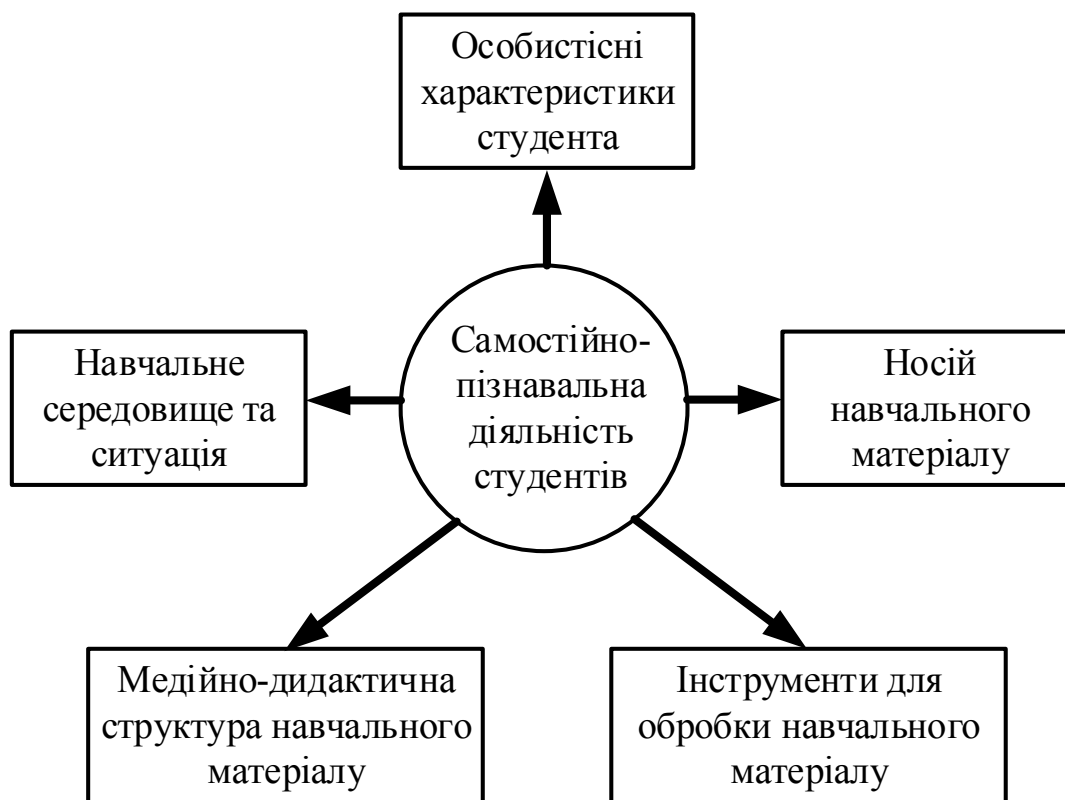 Особистісні
характеристики
студента
Навчальне
середовище та
ситуація
Самостійно-
пізнавальна
діяльність
студентів
Носій
навчального
матеріалу
Медійно-дидактична
структура навчального
матеріалу
Інструменти для
обробки навчального
матеріалу